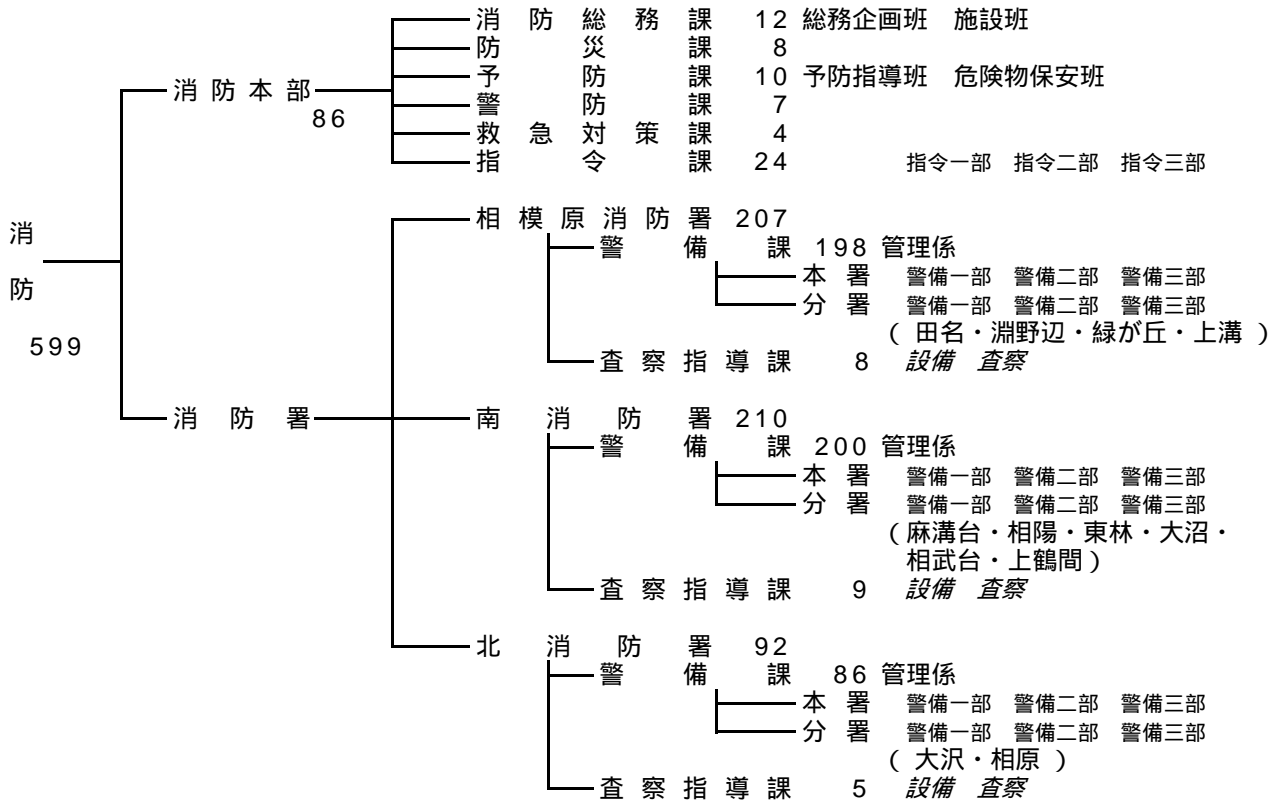 消防総務課 12 総務企画班 施設班
防災課 8
予防課 10 予防指導班 危険物保安班
消防本部
86
警防課 7
救急対策課 4
指令課 24 指令一部 指令二部 指令三部
相模原消防署 207
消防
599
警備課 198 管理係
本署 警備一部 警備二部 警備三部
分署 警備一部 警備二部 警備三部
(田名・淵野辺・緑が丘・上溝)
査察指導課 8 設備 査察
消防署
南消防署 210
警備課 200 管理係
本署 警備一部 警備二部 警備三部
分署 警備一部 警備二部 警備三部
(麻溝台・相陽・東林・大沼・
相武台・上鶴間)
査察指導課 9 設備 査察
北消防署 92
警備課 86 管理係
本署 警備一部 警備二部 警備三部
分署 警備一部 警備二部 警備三部
(大沢・相原)
査察指導課 5 設備 査察